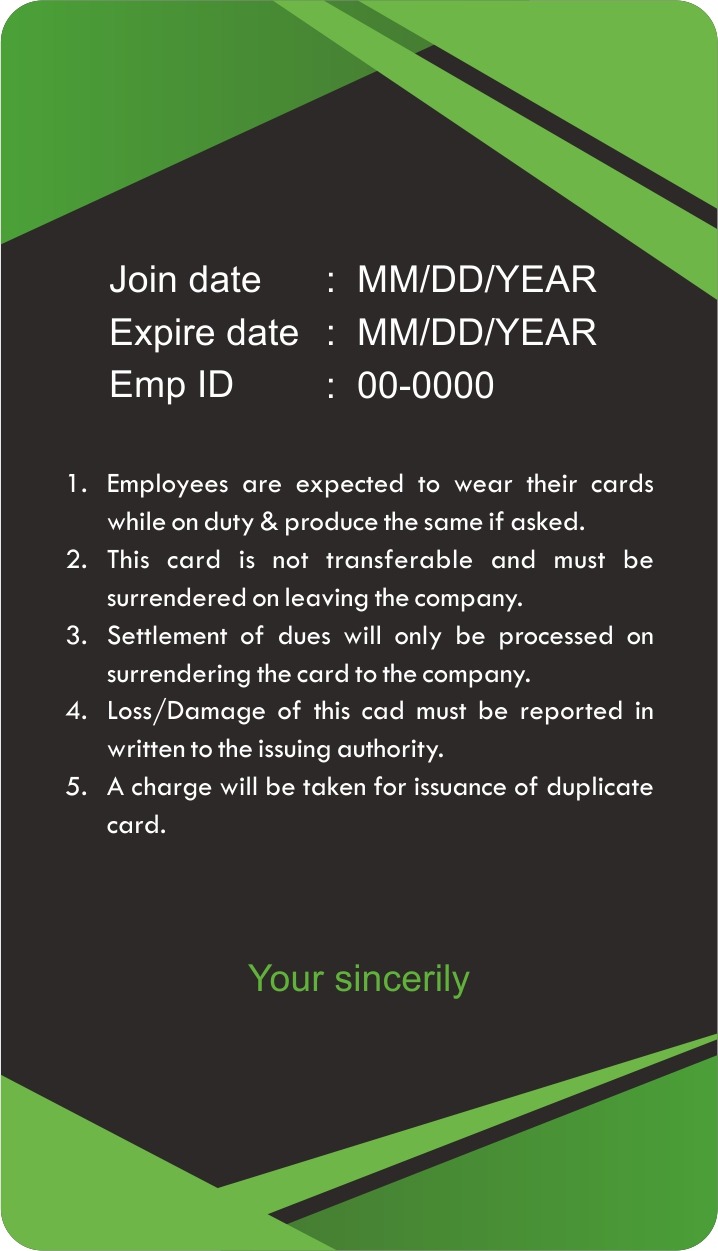 Join date : MM/DD/YEAR
Expire date : MM/DD/YEAR
Emp ID : 00-0000
1. Employees are expected to wear their cards
while on duty & produce the same if asked.
2. This card is not transferable and must be
surrendered on leaving the company.
3. Settlement of dues will only be processed on
surrendering the card to the company.
4. Loss/Damage of this cad must be reported in
written to the issuing authority.
5. A charge will be taken for issuance of duplicate
card.
Your sincerily